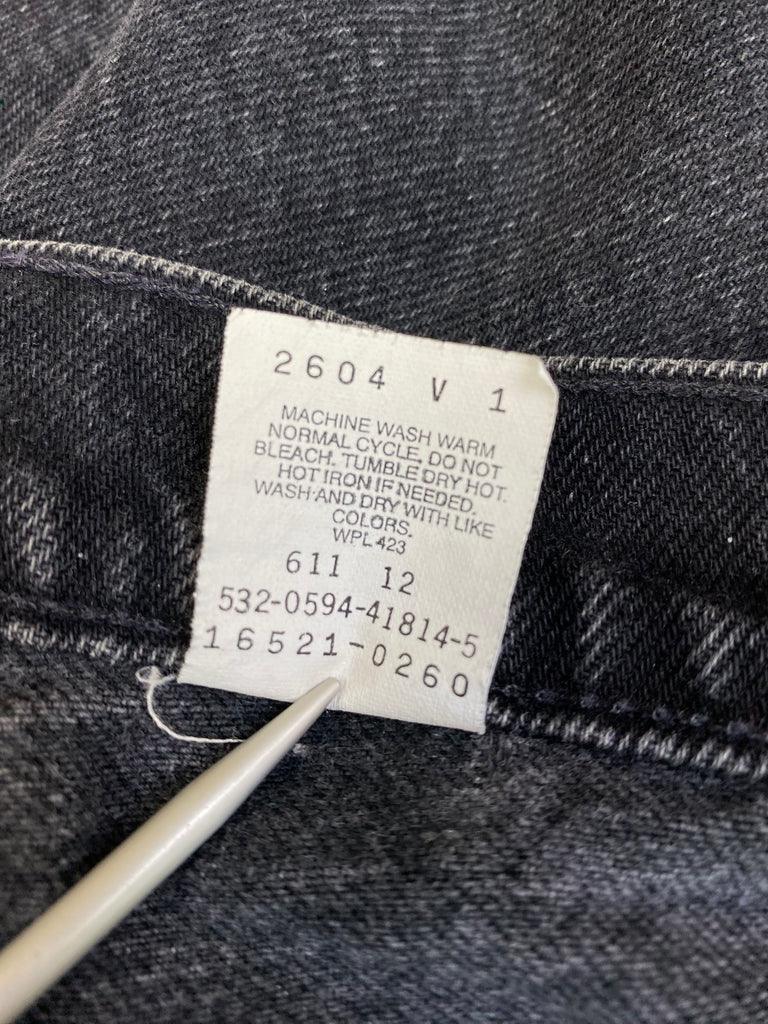 2604 V 1
MACHINE WASH WARM
NORMAL CYCLE. DO NOT
BLEACH. TUMBLE DRY HOT.
HOT IRON IF NEEDED.
WASH AND DRY WITH LIKE
COLORS.
WPL 423
611 12
532-0594-41814-5
16521-0260